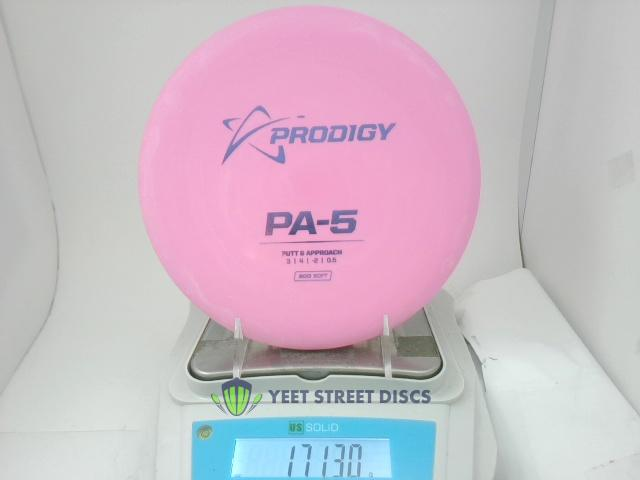 PRODIGY
PA-5
PUTT & APPROACH
3 | 4 | -2 | 0.5
300 SOFT
YEET STREET DISCS
US SOLID
171.30 g